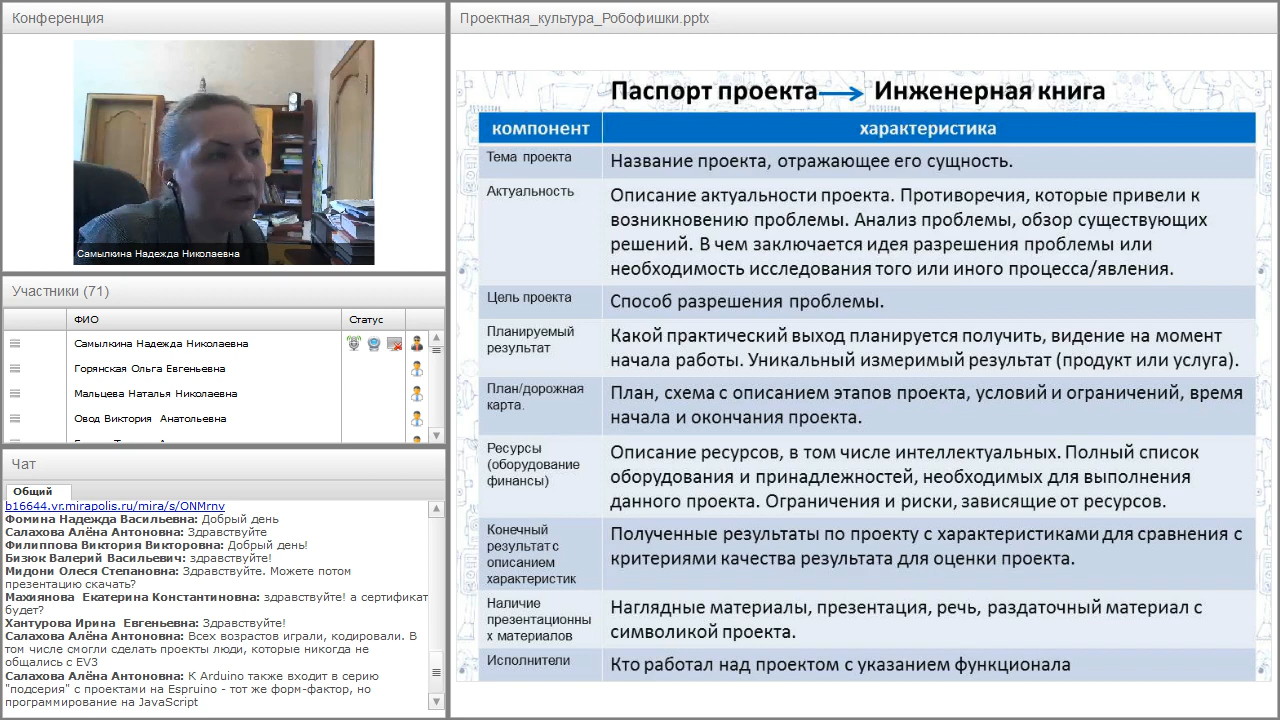 Конференция
Самылкина Надежда Николаевна
Участники (71)
ФИО
Статус
Самылкина Надежда Николаевна
Горянская Ольга Евгеньевна
Мальцева Наталья Николаевна
Овод Виктория Анатольевна
Чат
Общий
b16644.vr.mirapolis.ru/mira/s/ONMrnv
Фомина Надежда Васильевна: Добрый день
Салахова Алёна Антоновна: Здравствуйте
Филиппова Виктория Викторовна: Добрый день!
Бизюк Валерий Васильевич: здравствуйте!
Мидони Олеся Степановна: Здравствуйте. Можете потом
презентацию скачать?
Махиянова Екатерина Константиновна: здравствуйте! а сертификат
будет?
Хантурова Ирина Евгеньевна: Здравствуйте!
Салахова Алёна Антоновна: Всех возрастов играли, кодировали. В
том числе смогли сделать проекты люди, которые никогда не
общались с EV3
Салахова Алёна Антоновна: К Arduino также входит в серию
"подсерия" с проектами на Espruino - тот же форм-фактор, но
программирование на JavaScript
Проектная_культура_Робофишки.pptx
Паспорт проекта Инженерная книга
компонент характеристика
Тема проекта
Название проекта, отражающее его сущность.
Актуальность
Описание актуальности проекта. Противоречия, которые привели к
возникновению проблемы. Анализ проблемы, обзор существующих
решений. В чем заключается идея разрешения проблемы или
необходимость исследования того или иного процесса/явления.
Цель проекта
Способ разрешения проблемы.
Планируемый
результат
Какой практический выход планируется получить, видение на момент
начала работы. Уникальный измеримый результат (продукт или услуга).
План/дорожная
карта.
План, схема с описанием этапов проекта, условий и ограничений, время
начала и окончания проекта.
Ресурсы
(оборудование
финансы)
Описание ресурсов, в том числе интеллектуальных. Полный список
оборудования и принадлежностей, необходимых для выполнения
данного проекта. Ограничения и риски, зависящие от ресурсов.
Конечный
результат с
описанием
характеристик
Полученные результаты по проекту с характеристиками для сравнения с
критериями качества результата для оценки проекта.
Наличие
презентационны
х материалов
Наглядные материалы, презентация, речь, раздаточный материал с
символикой проекта.
Исполнители
Кто работал над проектом с указанием функционала